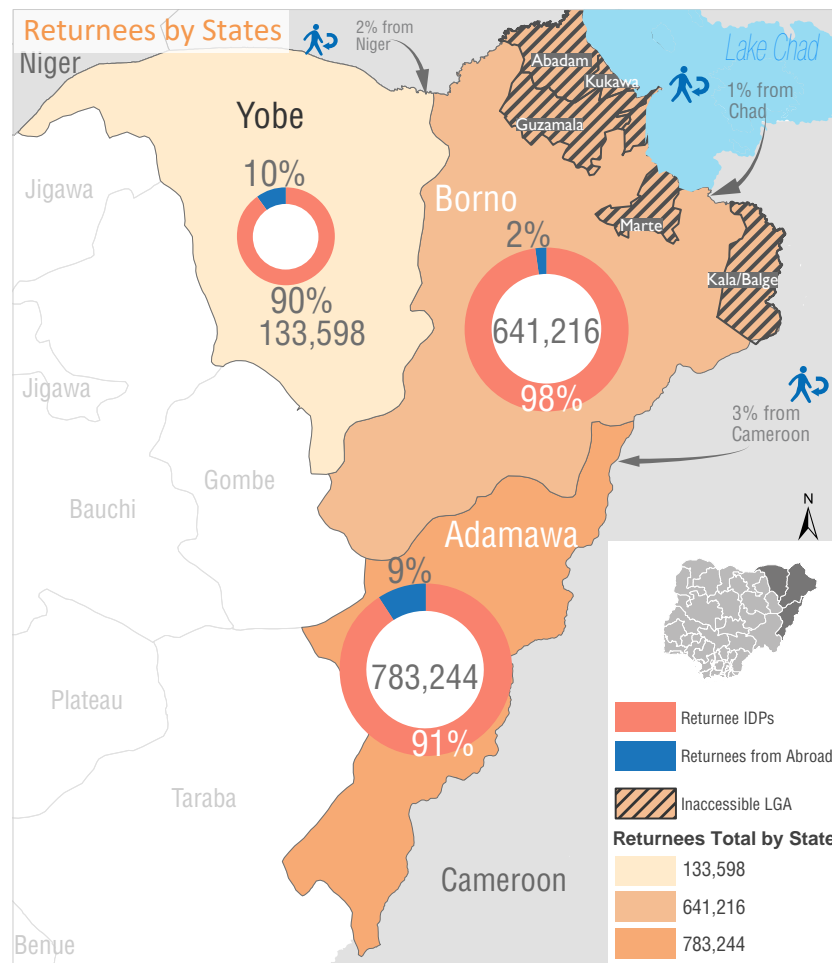 Returnees by States
Niger
2% from
Niger
Lake Chad
1% from
Chad
Abadam
Kukawa
Guzamala
Marte
Kala/Balge
Yobe
10%
90%
133,598
Borno
2%
641,216
98%
3% from
Cameroon
Jigawa
Jigawa
Gombe
Bauchi
Adamawa
9%
783,244
91%
Plateau
Taraba
Benue
Cameroon
N
Returnee IDPs
Returnees from Abroad
Inaccessible LGA
Returnees Total by State
133,598
641,216
783,244